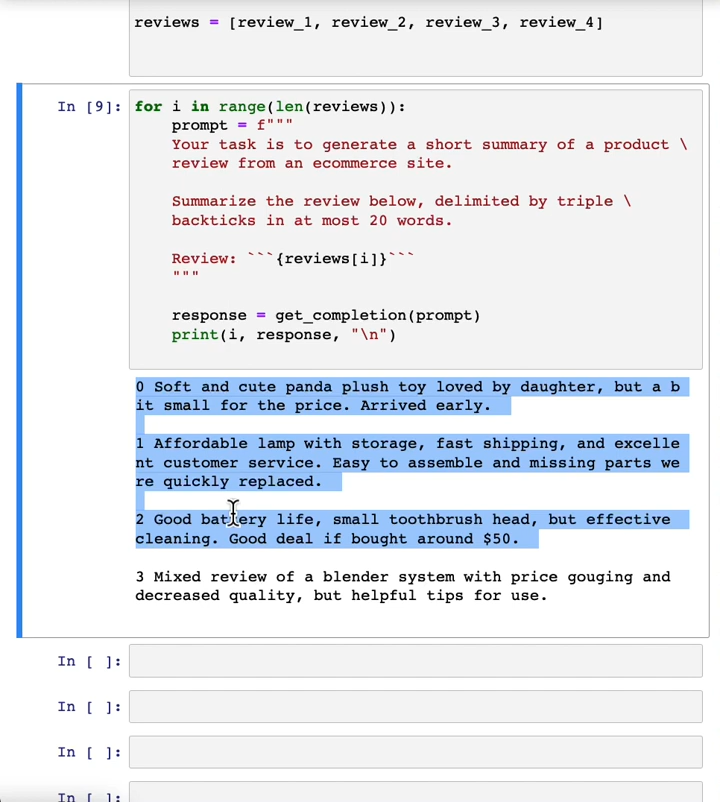 reviews = [review_1, review_2, review_3, review_4]
In [9]: for i in range(len(reviews)):
    prompt = f"""
    Your task is to generate a short summary of a product \
    review from an ecommerce site.

    Summarize the review below, delimited by triple \
    backticks in at most 20 words.

    Review: ```{reviews[i]}```
    """

    response = get_completion(prompt)
    print(i, response, "\n")
0 Soft and cute panda plush toy loved by daughter, but a b
it small for the price. Arrived early.

1 Affordable lamp with storage, fast shipping, and excelle
nt customer service. Easy to assemble and missing parts we
re quickly replaced.

2 Good battery life, small toothbrush head, but effective
cleaning. Good deal if bought around $50.

3 Mixed review of a blender system with price gouging and
decreased quality, but helpful tips for use.
In [ ]:
In [ ]:
In [ ]:
In [ ]: